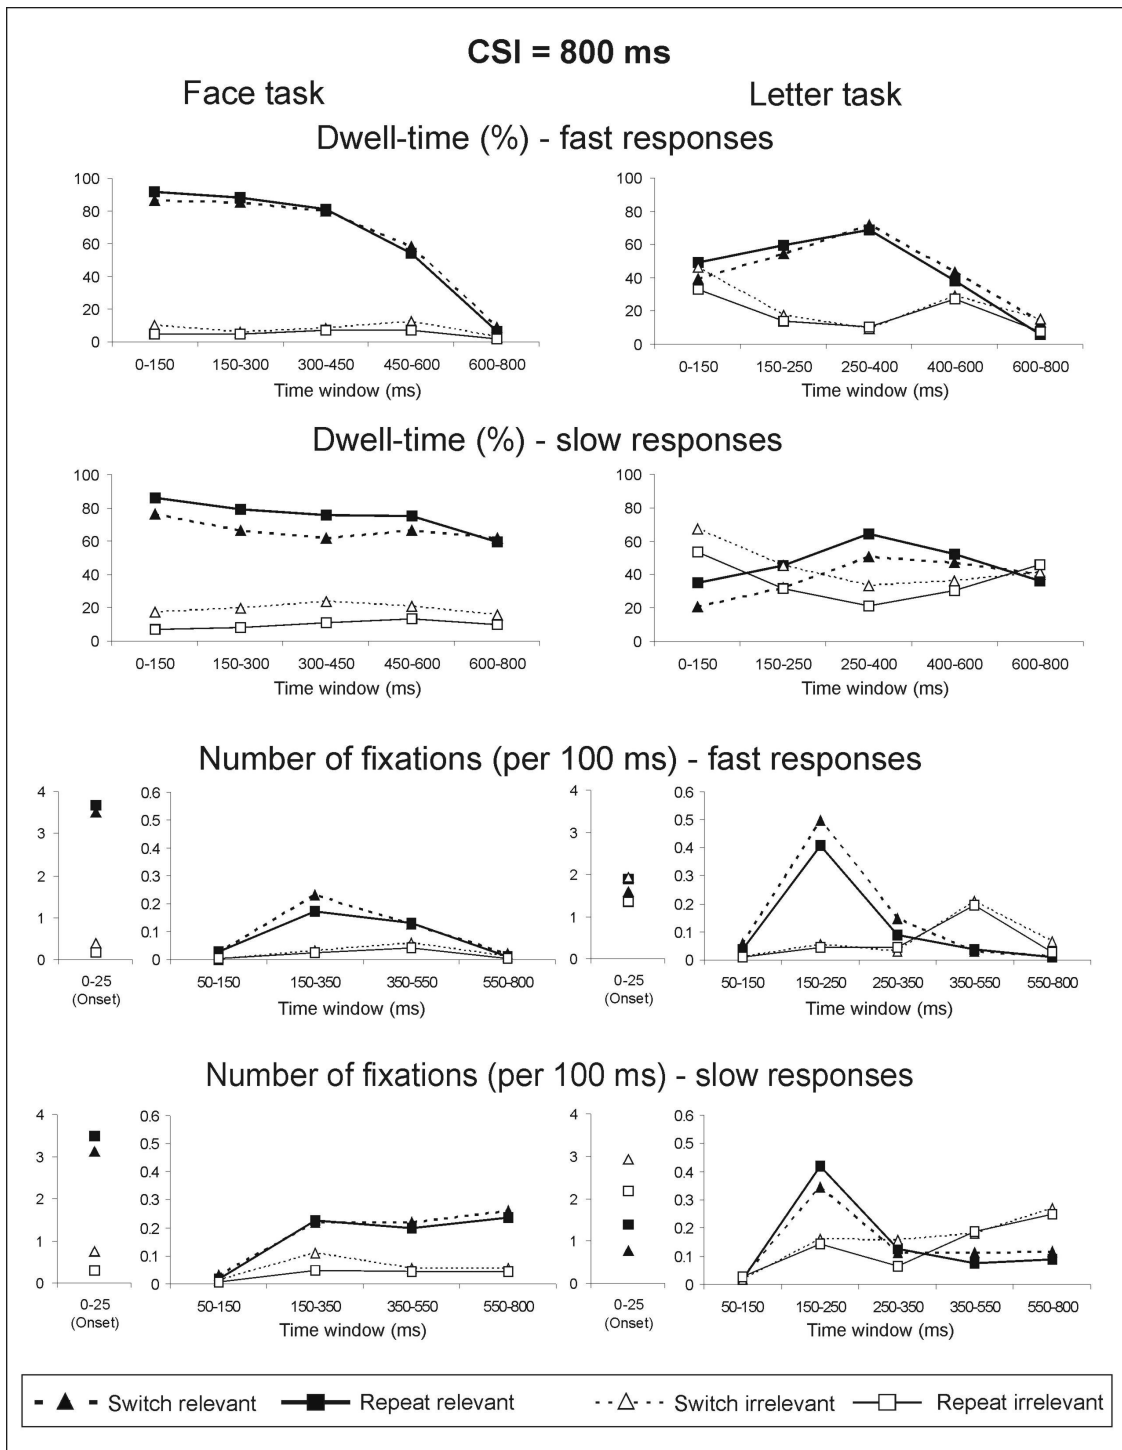 CSI = 800 ms
Face task Letter task
Dwell-time (%) - fast responses
100 100
80 80
60 60
40 40
20 20
0 0
0-150 150-300 300-450 450-600 600-800 0-150 150-250 250-400 400-600 600-800
Time window (ms) Time window (ms)
Dwell-time (%) - slow responses
100 100
80 80
60 60
40 40
20 20
0 0
0-150 150-300 300-450 450-600 600-800 0-150 150-250 250-400 400-600 600-800
Time window (ms) Time window (ms)
Number of fixations (per 100 ms) - fast responses
4 0.6 4 0.6
0.5 0.5
3 3
0.4 0.4
2 0.3 2 0.3
0.2 0.2
1 1
0.1 0.1
0 0 0 0
0-25 50-150 150-350 350-550 550-800 0-25 50-150 150-250 250-350 350-550 550-800
(Onset) Time window (ms) (Onset) Time window (ms)
Number of fixations (per 100 ms) - slow responses
4 0.6 4 0.6
0.5 0.5
3 3
0.4 0.4
2 0.3 2 0.3
0.2 0.2
1 1
0.1 0.1
0 0 0 0
0-25 50-150 150-350 350-550 550-800 0-25 50-150 150-250 250-350 350-550 550-800
(Onset) Time window (ms) (Onset) Time window (ms)
Switch relevant Repeat relevant Switch irrelevant Repeat irrelevant